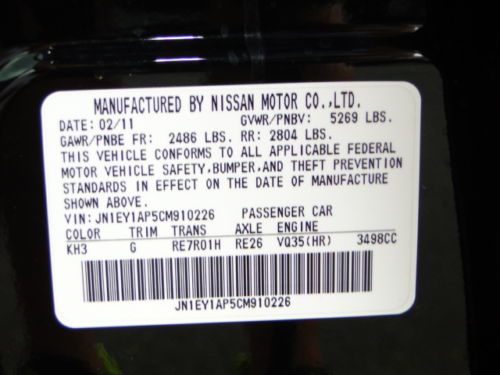 MANUFACTURED BY NISSAN MOTOR CO.,LTD.
DATE: 02/11 GVWR/PNBV: 5269 LBS.
GAWR/PNBE FR: 2486 LBS. RR: 2804 LBS.
THIS VEHICLE CONFORMS TO ALL APPLICABLE FEDERAL
MOTOR VEHICLE SAFETY,BUMPER,AND THEFT PREVENTION
STANDARDS IN EFFECT ON THE DATE OF MANUFACTURE
SHOWN ABOVE.
VIN: JN1EY1AP5CM910226 PASSENGER CAR
COLOR TRIM TRANS AXLE ENGINE
KH3 G RE7R01H RE26 VQ35(HR) 3498CC
JN1EY1AP5CM910226